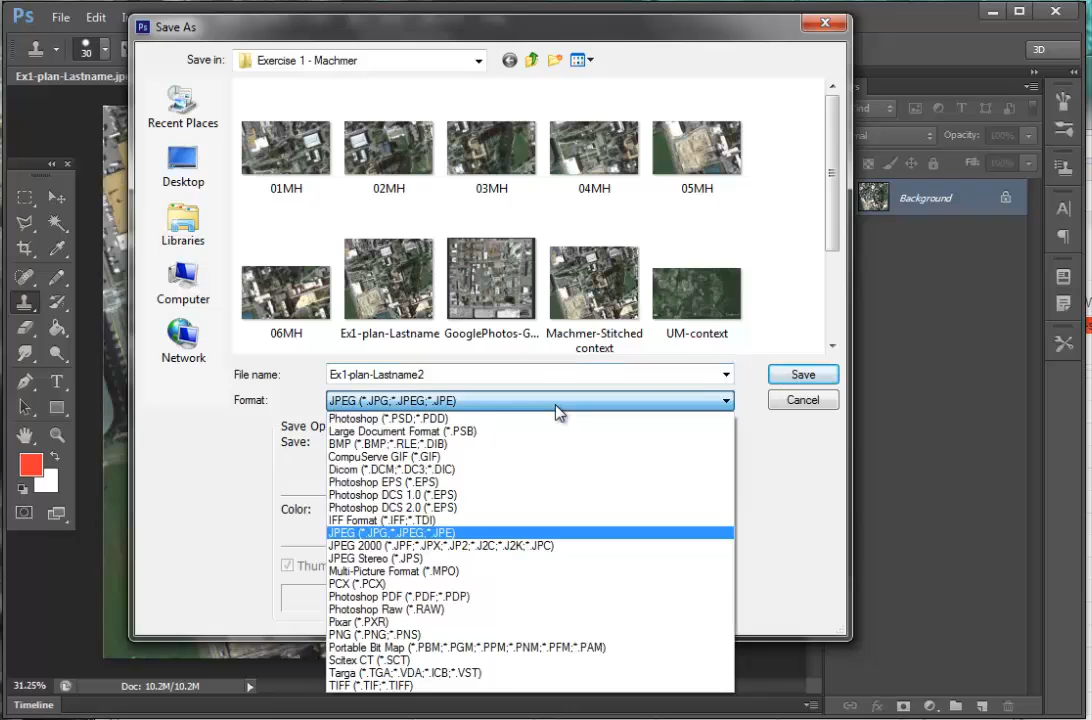 Ps File Edit
Save As
30
3D
Ex1-plan-Lastname.jp
Save in: Exercise 1 - Machmer
Recent Places
Desktop
Libraries
Computer
Network
01MH 02MH 03MH 04MH 05MH
06MH Ex1-plan-Lastname GooglePhotos-G... Machmer-Stitched UM-context
context
File name: Ex1-plan-Lastname2
Save
Format: JPEG (*.JPG;*.JPEG;*.JPE)
Cancel
Save Op
Save:
Color:
Thum
Photoshop (*.PSD;*.PDD)
Large Document Format (*.PSB)
BMP (*.BMP;*.RLE;*.DIB)
CompuServe GIF (*.GIF)
Dicom (*.DCM;*.DC3;*.DIC)
Photoshop EPS (*.EPS)
Photoshop DCS 1.0 (*.EPS)
Photoshop DCS 2.0 (*.EPS)
IFF Format (*.IFF;*.TDI)
JPEG (*.JPG;*.JPEG;*.JPE)
JPEG 2000 (*.JPF;*.JPX;*.JP2;*.J2C;*.J2K;*.JPC)
JPEG Stereo (*.JPS)
Multi-Picture Format (*.MPO)
PCX (*.PCX)
Photoshop PDF (*.PDF;*.PDP)
Photoshop Raw (*.RAW)
Pixar (*.PXR)
PNG (*.PNG;*.PNS)
Portable Bit Map (*.PBM;*.PGM;*.PPM;*.PNM;*.PFM;*.PAM)
Scitex CT (*.SCT)
Targa (*.TGA;*.VDA;*.ICB;*.VST)
TIFF (*.TIF;*.TIFF)
Opacity: 100%
Fill: 100%
Background
31.25% Doc: 10.2M/10.2M
Timeline